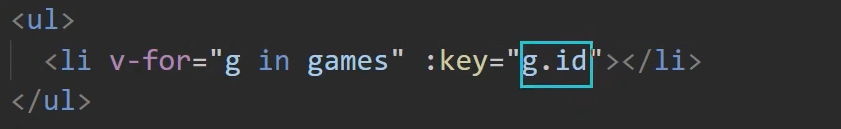 <ul>
<li v-for="g in games" :key="g.id"></li>
</ul>